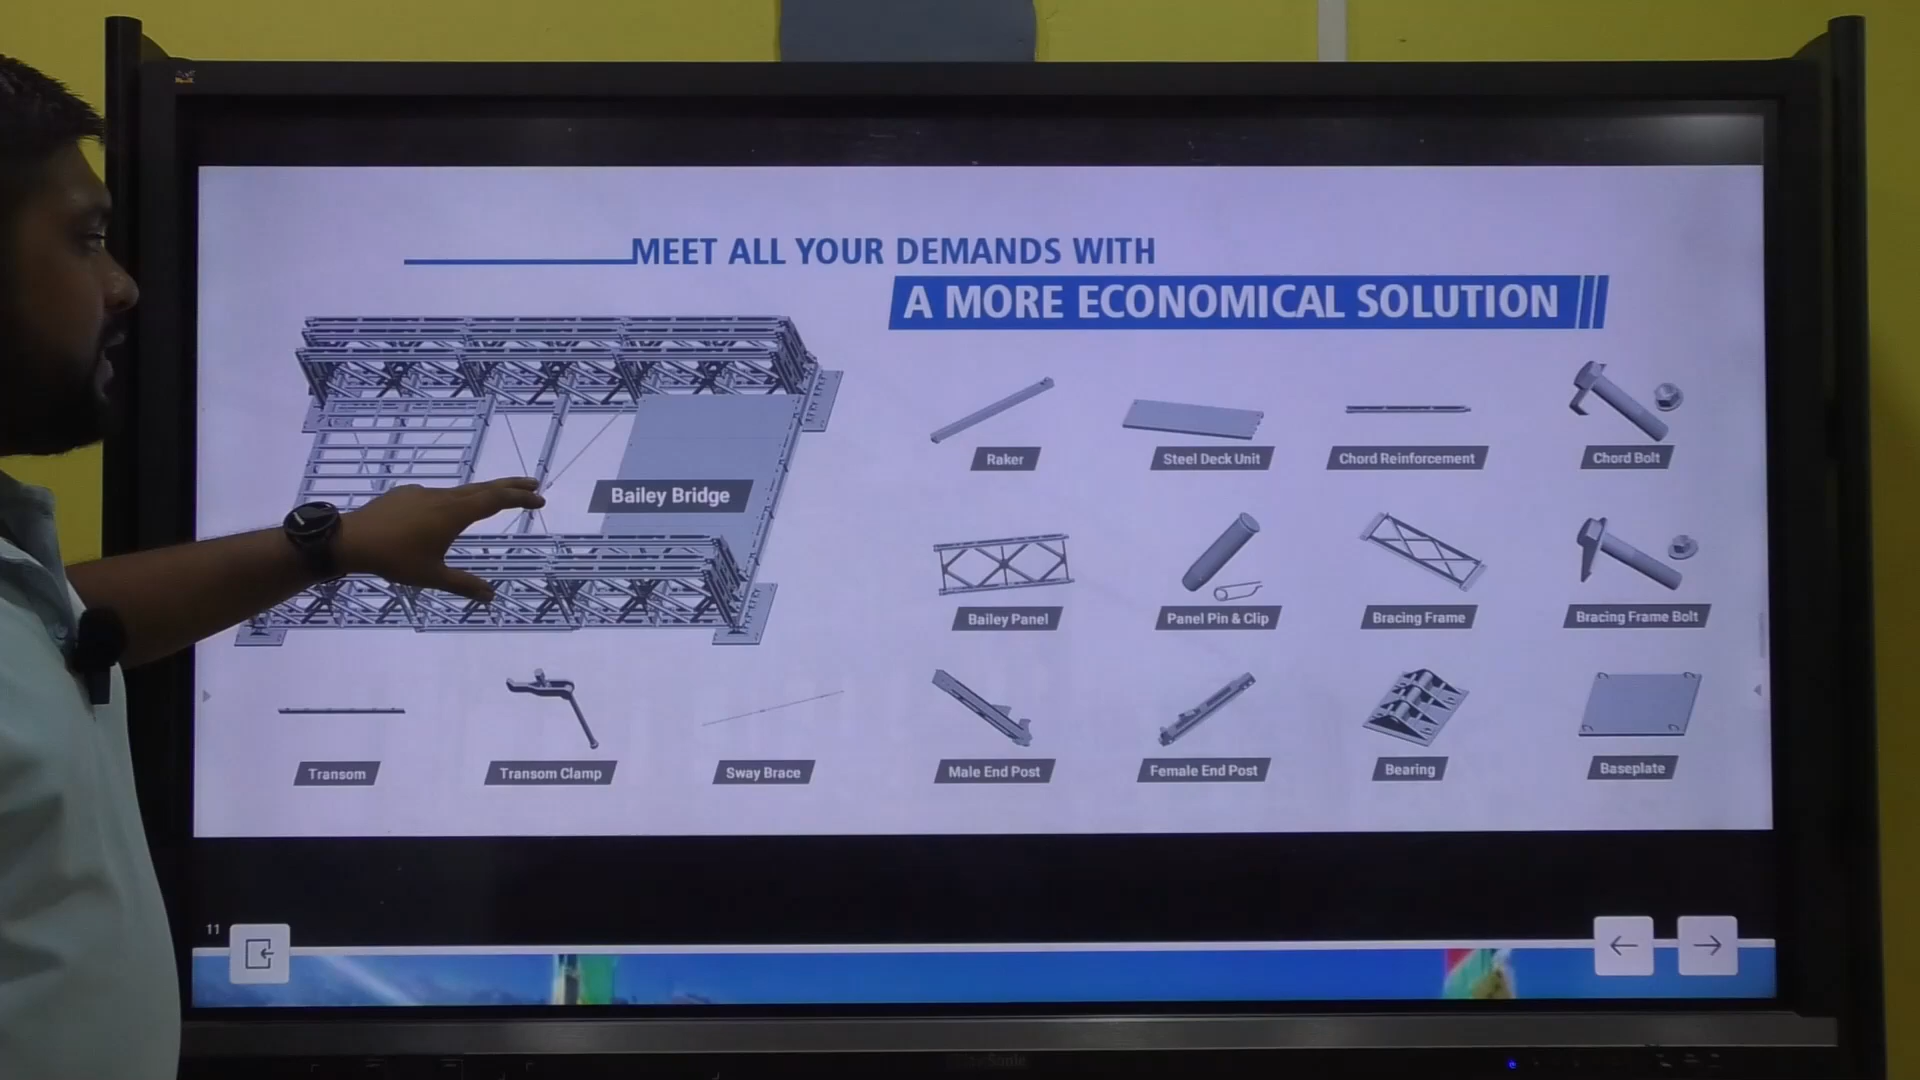 MEET ALL YOUR DEMANDS WITH
A MORE ECONOMICAL SOLUTION
Bailey Bridge
Raker
Steel Deck Unit
Chord Reinforcement
Chord Bolt
Bailey Panel
Panel Pin & Clip
Bracing Frame
Bracing Frame Bolt
Transom
Transom Clamp
Sway Brace
Male End Post
Female End Post
Bearing
Baseplate
11